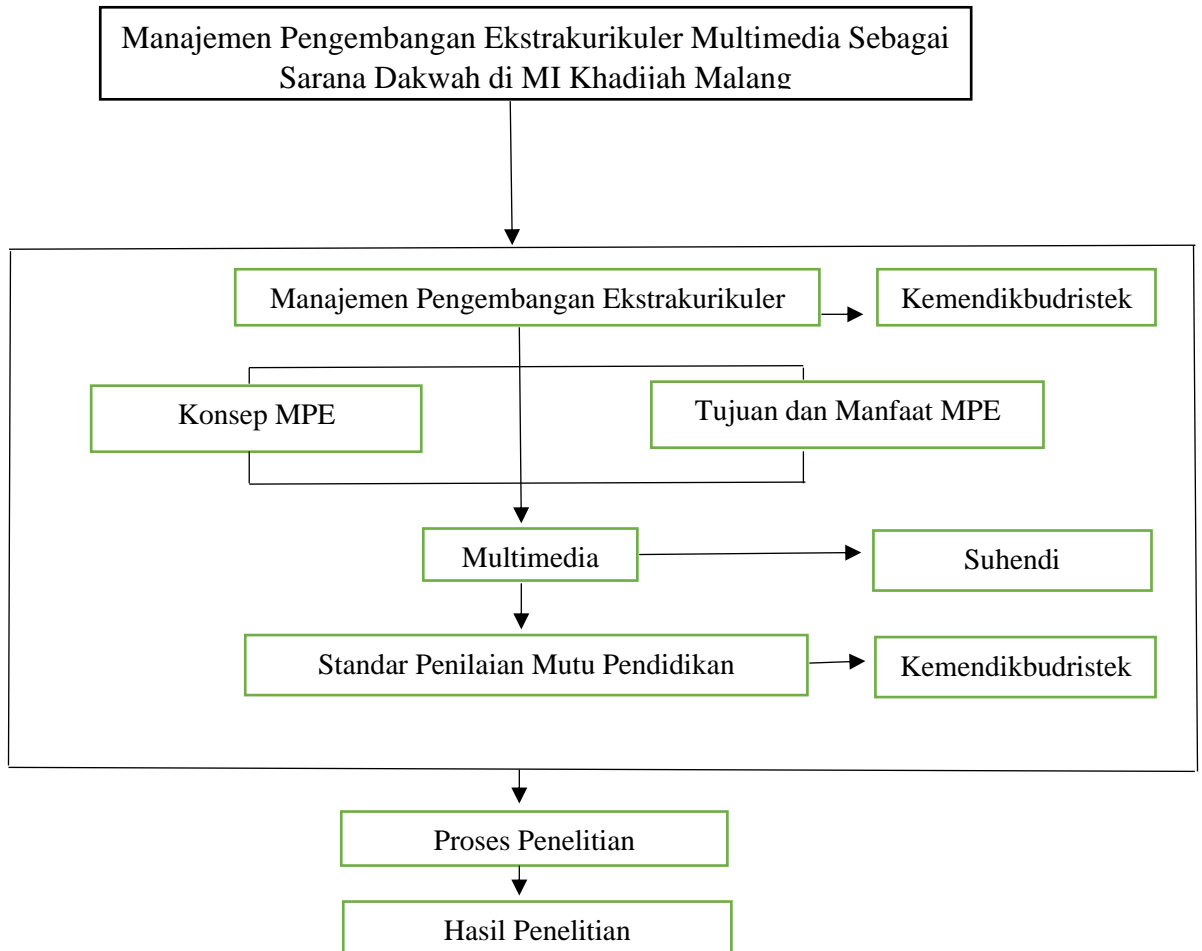 Manajemen Pengembangan Ekstrakurikuler Multimedia Sebagai
Sarana Dakwah di MI Khadijah Malang
Manajemen Pengembangan Ekstrakurikuler
Kemendikbudristek
Konsep MPE
Tujuan dan Manfaat MPE
Multimedia
Suhendi
Standar Penilaian Mutu Pendidikan
Kemendikbudristek
Proses Penelitian
Hasil Penelitian